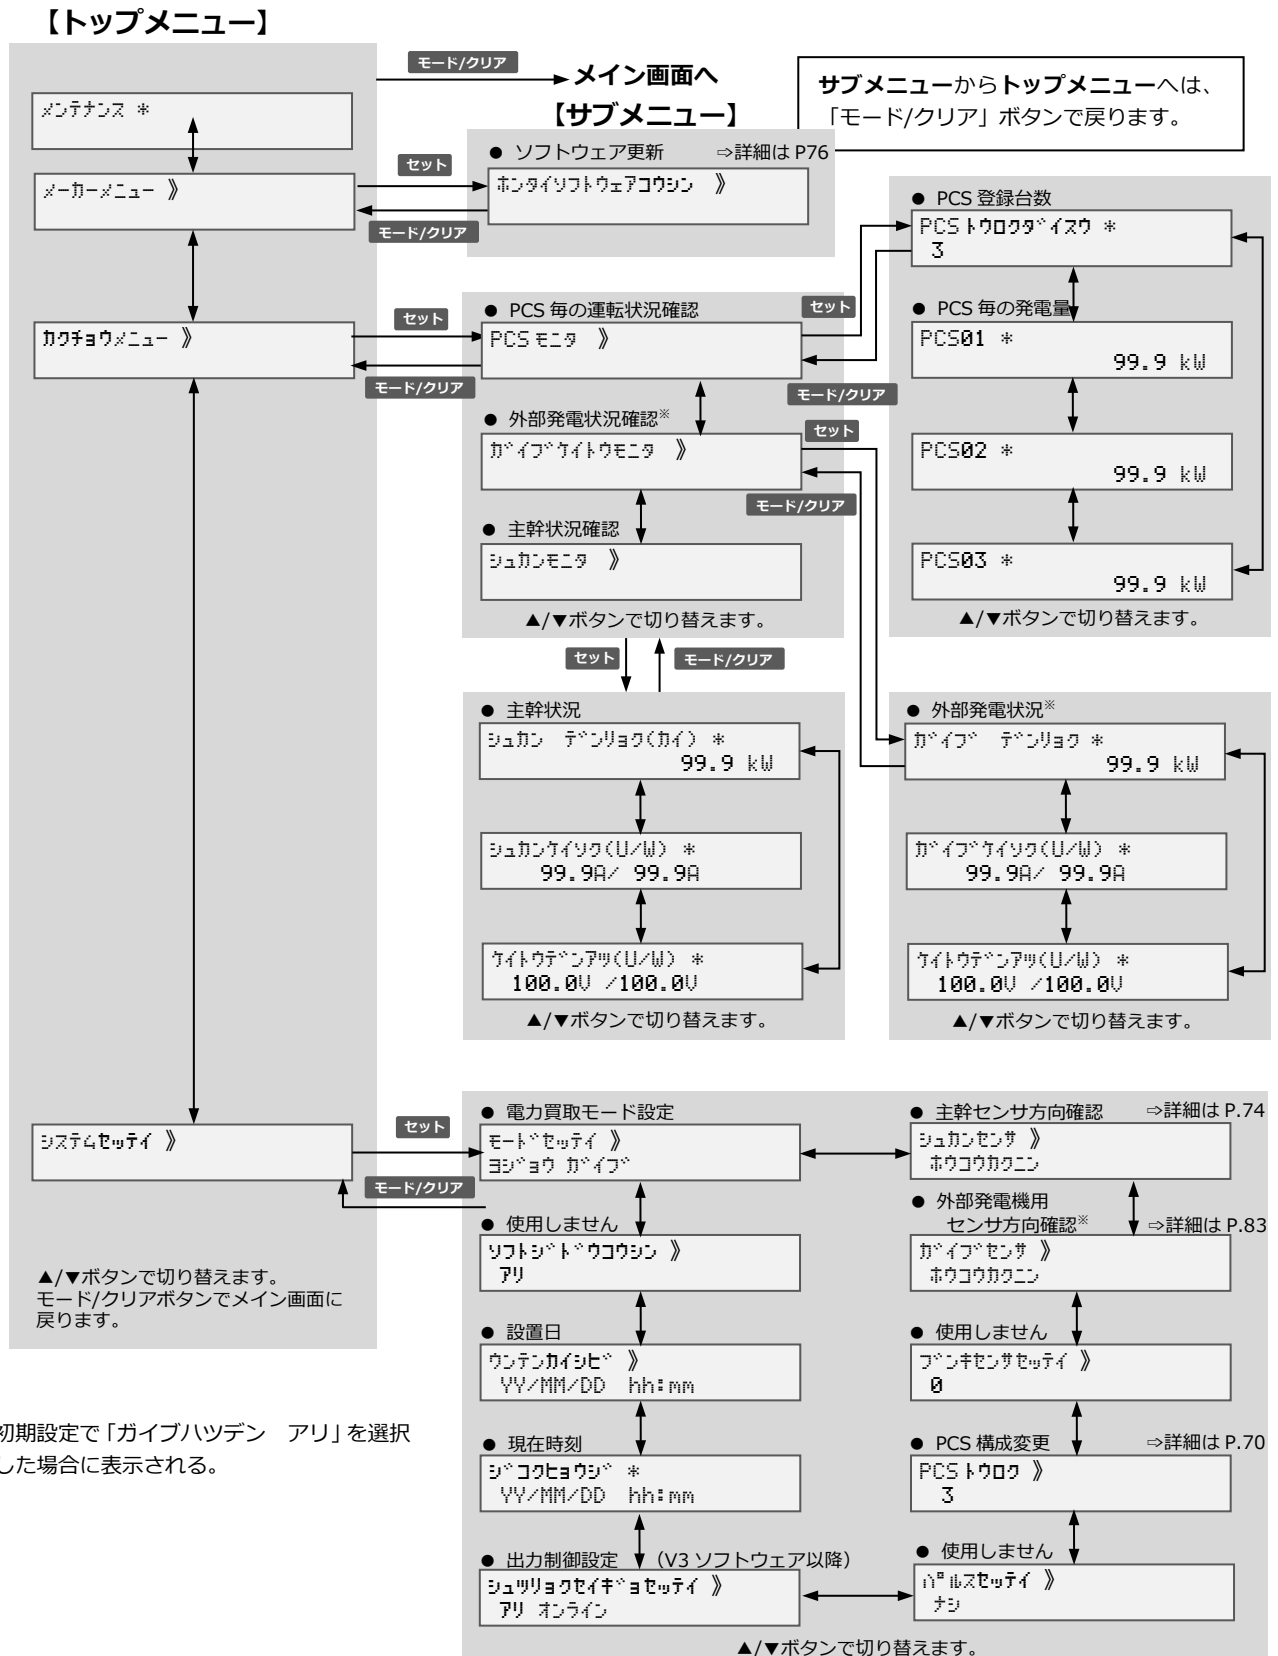 【トップメニュー】
モード/クリア
メイン画面へ
サブメニューからトップメニューへは、
「モード/クリア」ボタンで戻ります。
メンテナンス *
【サブメニュー】
● ソフトウェア更新 ⇨詳細は P76
セット
メーカーメニュー 》
ホンタイソフトウェアコウシン 》
モード/クリア
● PCS 登録台数
PCSトウロクダイスウ *
3
● PCS 毎の運転状況確認
セット
セット
カクチョウメニュー 》
PCSモニタ 》
モード/クリア
モード/クリア
● PCS 毎の発電量
PCS01 *
99.9 kW
● 外部発電状況確認※
セット
ガイブケイトウモニタ 》
モード/クリア
PCS02 *
99.9 kW
● 主幹状況確認
シュカンモニタ 》
PCS03 *
99.9 kW
▲/▼ボタンで切り替えます。
▲/▼ボタンで切り替えます。
セット
モード/クリア
● 主幹状況
シュカン デンリョク(カイ) *
99.9 kW
シュカンケイソク(U/W) *
99.9A/ 99.9A
ケイトウデンアツ(U/W) *
100.0V /100.0V
▲/▼ボタンで切り替えます。
● 外部発電状況※
ガイブ デンリョク *
99.9 kW
ガイブケイソク(U/W) *
99.9A/ 99.9A
ケイトウデンアツ(U/W) *
100.0V /100.0V
▲/▼ボタンで切り替えます。
システムセッテイ 》
セット
モード/クリア
▲/▼ボタンで切り替えます。
モード/クリアボタンでメイン画面に
戻ります。
● 電力買取モード設定
モードセッテイ 》
ヨジョウ ガイブ
● 使用しません
ソフトジドウコウシン 》
アリ
● 設置日
ウンテンカイシビ 》
YY/MM/DD hh:mm
● 現在時刻
ジコクヒョウジ *
YY/MM/DD hh:mm
● 出力制御設定 （V3 ソフトウェア以降）
シュツリョクセイギョセッテイ 》
アリ オンライン
● 主幹センサ方向確認 ⇨詳細は P.74
シュカンセンサ 》
ホウコウカクニン
● 外部発電機用
センサ方向確認※ ⇨詳細は P.83
ガイブセンサ 》
ホウコウカクニン
● 使用しません
ブンキセンサセッテイ 》
0
● PCS 構成変更 ⇨詳細は P.70
PCSトウロク 》
3
● 使用しません
パルスセッテイ 》
ナシ
▲/▼ボタンで切り替えます。
初期設定で「ガイブハツデン　アリ」を選択
した場合に表示される。